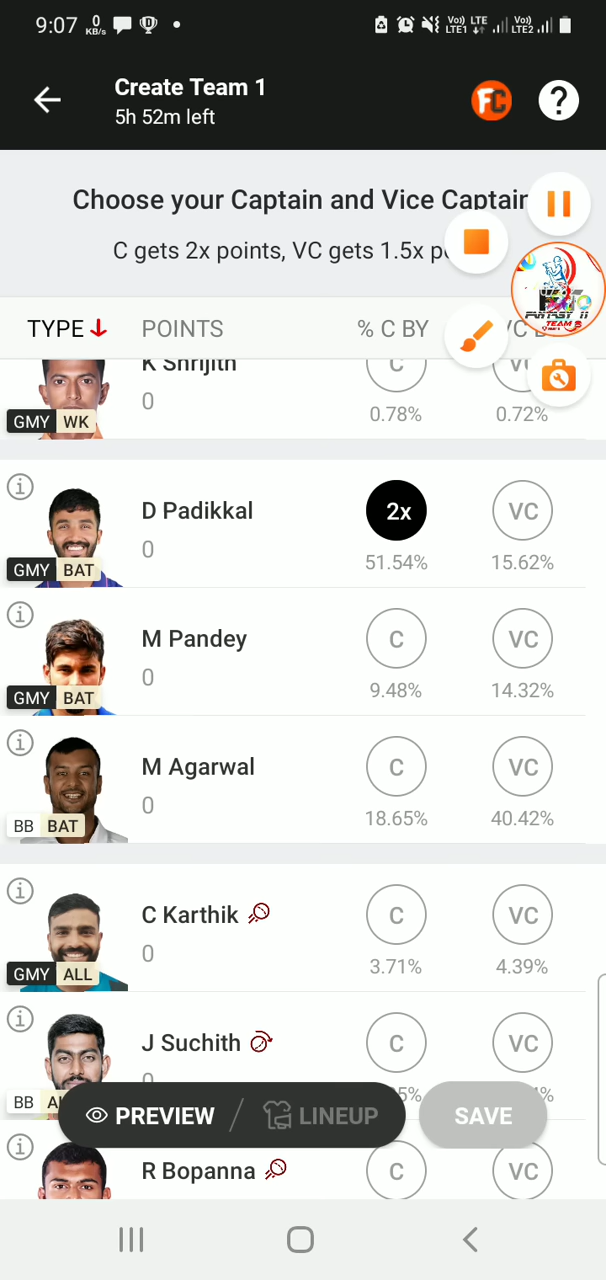 9:07 0 KB/s D Vo)) LTE1 LTE Vo)) LTE2
Create Team 1
5h 52m left
FC ?
Choose your Captain and Vice Captain
C gets 2x points, VC gets 1.5x
TYPE POINTS % C BY
K Shrijith C
0
GMY WK 0.78% 0.72%
D Padikkal 2x VC
0
GMY BAT 51.54% 15.62%
M Pandey C VC
0
GMY BAT 9.48% 14.32%
M Agarwal C VC
0
BB BAT 18.65% 40.42%
C Karthik C VC
0
GMY ALL 3.71% 4.39%
J Suchith C VC
0
BB
PREVIEW / LINEUP SAVE
R Bopanna C VC